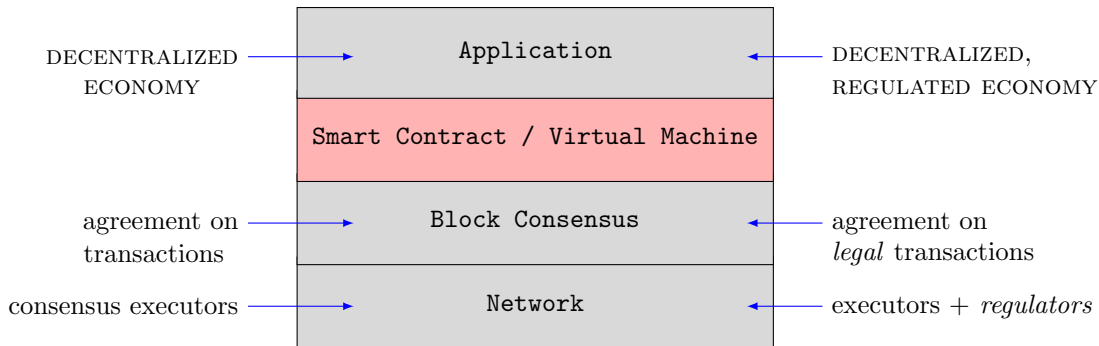 DECENTRALIZED
ECONOMY
Application
DECENTRALIZED,
REGULATED ECONOMY
Smart Contract / Virtual Machine
agreement on
transactions
Block Consensus
agreement on
legal transactions
consensus executors
Network
executors + regulators